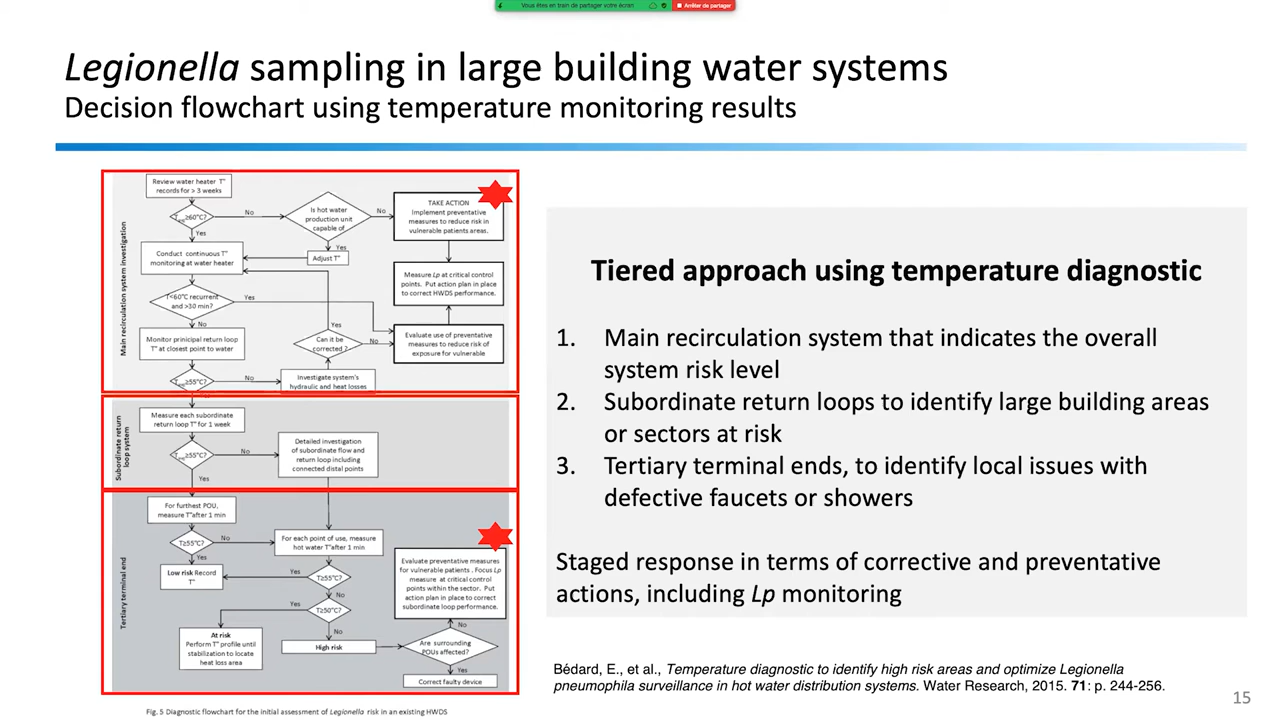 Vous êtes en train de partager votre écran
Arrêter de partager
Legionella sampling in large building water systems
Decision flowchart using temperature monitoring results
Main recirculation system investigation
Review water heater T°
records for > 3 weeks
≥60°C?
No
Yes
Is hot water
production unit
capable of
No
Yes
Adjust T°
TAKE ACTION
Implement preventative
measures to reduce risk in
vulnerable patients areas.
Conduct continuous T°
monitoring at water heater
Measure Lp at critical control
points. Put action plan in place
to correct HWDS performance.
T<60°C recurrent
and >30 min?
Yes
No
Monitor prinicipal return loop
T° at closest point to water
Yes
Can it be
corrected ?
No
Evaluate use of preventative
measures to reduce risk of
exposure for vulnerable
≥55°C?
No
Investigate system's
hydraulic and heat losses
Subordinate return
loop system
Measure each subordinate
return loop T° for 1 week
≥55°C?
No
Yes
Detailed investigation
of subordinate flow and
return loop including
connected distal points
Tertiary terminal end
For furthest POU,
measure T°after 1 min
T≥55°C?
No
Yes
For each point of use, measure
hot water T°after 1 min
Low risk Record
T°
Yes
T≥55°C?
No
Yes
T≥50°C?
No
At risk
Perform T° profile until
stabilization to locate
heat loss area
High risk
Evaluate preventative measures
for vulnerable patients . Focus Lp
measure at critical control
points within the sector. Put
action plan in place to correct
subordinate loop performance.
No
Are surrounding
POUs affected?
Yes
Correct faulty device
Fig. 5 Diagnostic flowchart for the initial assessment of Legionella risk in an existing HWDS
Tiered approach using temperature diagnostic
1. Main recirculation system that indicates the overall
system risk level
2. Subordinate return loops to identify large building areas
or sectors at risk
3. Tertiary terminal ends, to identify local issues with
defective faucets or showers
Staged response in terms of corrective and preventative
actions, including Lp monitoring
Bédard, E., et al., Temperature diagnostic to identify high risk areas and optimize Legionella
pneumophila surveillance in hot water distribution systems. Water Research, 2015. 71: p. 244-256.
15